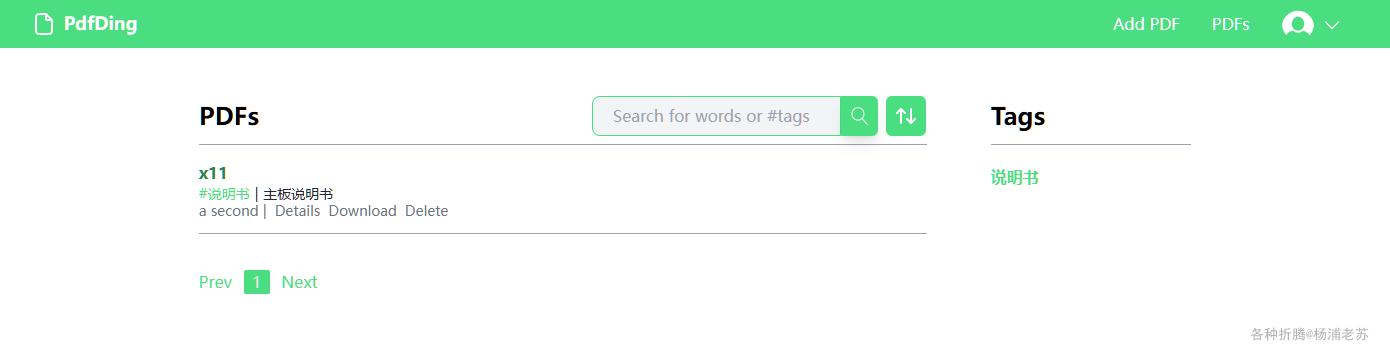 PdfDing
Add PDF PDFs
PDFs
Search for words or #tags
Tags
x11
#说明书 | 主板说明书
a second | Details Download Delete
说明书
Prev 1 Next
各种折腾@杨浦老苏